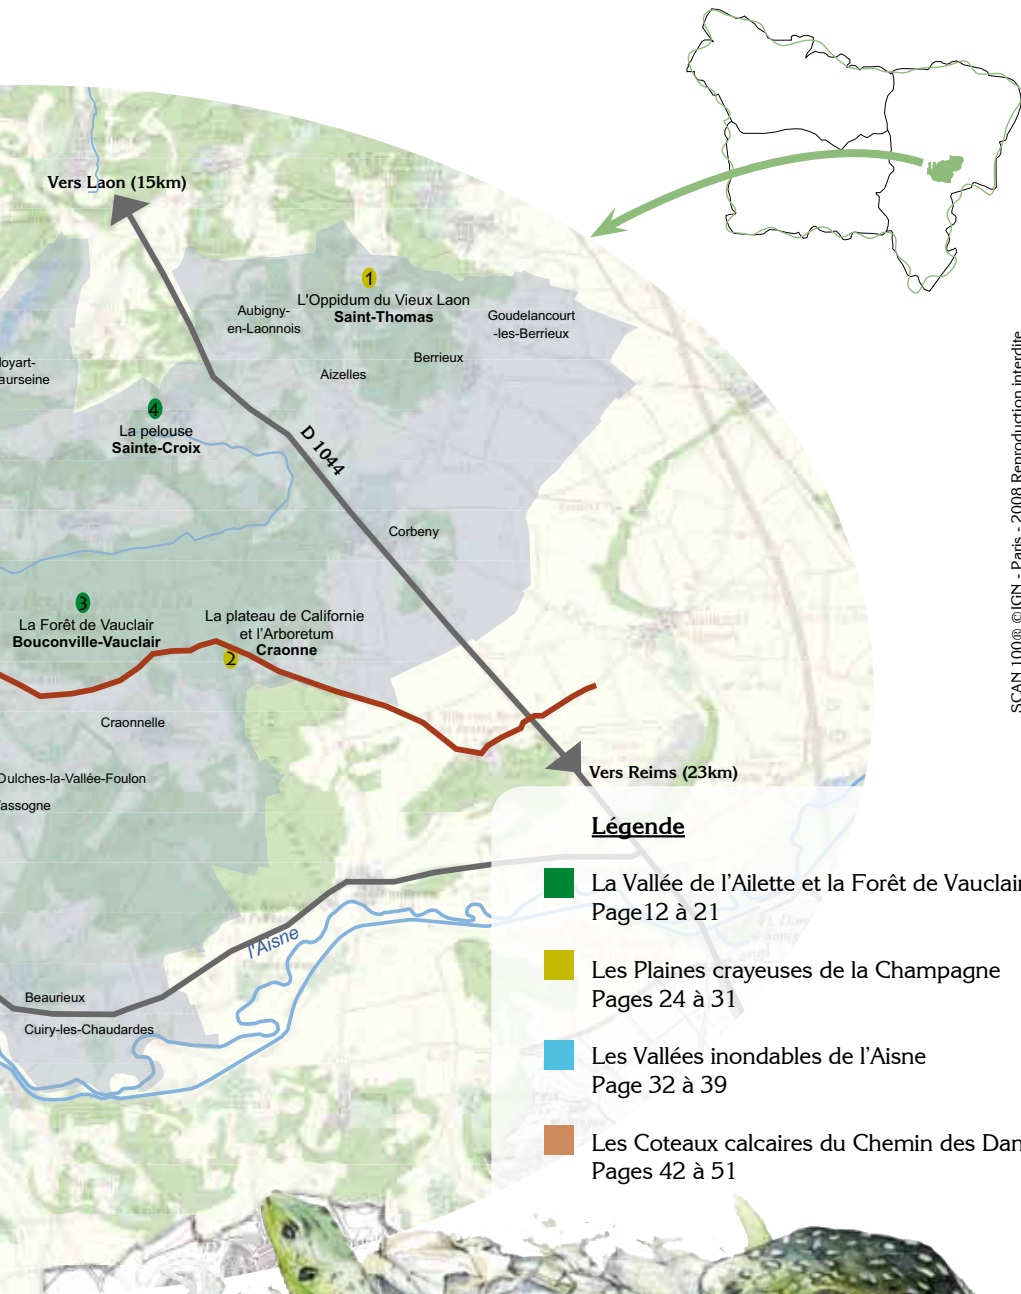 Vers Laon (15km)
1
L'Oppidum du Vieux Laon
Saint-Thomas
Aubigny-
en-Laonnois
Goudelancourt
-les-Berrieux
Berrieux
Aizelles
loyart-
aurseine
4
La pelouse
Sainte-Croix
D 1044
Corbeny
3
La Forêt de Vauclair
Bouconville-Vauclair
La plateau de Californie
et l'Arboretum
Craonne
2
Craonnelle
Oulches-la-Vallée-Foulon
assogne
Vers Reims (23km)
l'Aisne
Beaurieux
Cuiry-les-Chaudardes
Légende
La Vallée de l'Ailette et la Forêt de Vauclair
Page12 à 21
Les Plaines crayeuses de la Champagne
Pages 24 à 31
Les Vallées inondables de l'Aisne
Page 32 à 39
Les Coteaux calcaires du Chemin des Dan
Pages 42 à 51
SCAN 100® ©IGN - Paris - 2008 Reproduction interdite